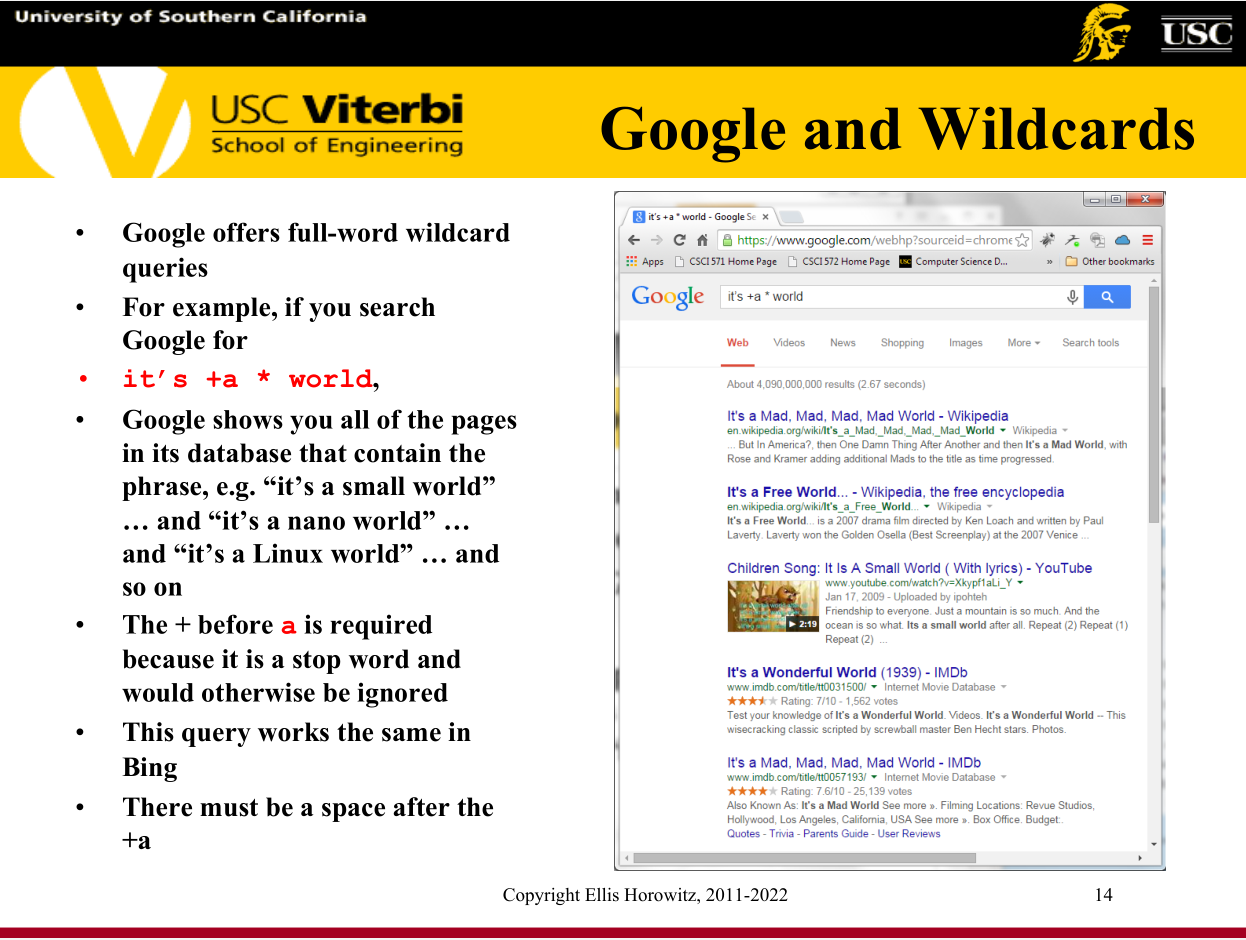 University of Southern California
USC
USC Viterbi
School of Engineering
Google and Wildcards
• Google offers full-word wildcard
queries
• For example, if you search
Google for
• it’s +a * world,
• Google shows you all of the pages
in its database that contain the
phrase, e.g. “it’s a small world”
… and “it’s a nano world” …
and “it’s a Linux world” … and
so on
• The + before a is required
because it is a stop word and
would otherwise be ignored
• This query works the same in
Bing
• There must be a space after the
+a
it's +a * world - Google Se
https://www.google.com/webhp?sourceid=chrome
Apps CSCI571 Home Page CSCI572 Home Page USC Computer Science D... » Other bookmarks
Google it's +a * world
Web Videos News Shopping Images More Search tools
About 4,090,000,000 results (2.67 seconds)
It's a Mad, Mad, Mad, Mad World - Wikipedia
en.wikipedia.org/wiki/It's_a_Mad,_Mad,_Mad,_Mad_World Wikipedia
... But In America?, then One Damn Thing After Another and then It's a Mad World, with
Rose and Kramer adding additional Mads to the title as time progressed.
It's a Free World... - Wikipedia, the free encyclopedia
en.wikipedia.org/wiki/It's_a_Free_World... Wikipedia
It's a Free World... is a 2007 drama film directed by Ken Loach and written by Paul
Laverty. Laverty won the Golden Osella (Best Screenplay) at the 2007 Venice ...
Children Song: It Is A Small World ( With lyrics) - YouTube
www.youtube.com/watch?v=Xkypf1aLi_Y
Jan 17, 2009 - Uploaded by ipohteh
Friendship to everyone. Just a mountain is so much. And the
ocean is so what. Its a small world after all. Repeat (2) Repeat (1)
Repeat (2) ...
2:19
It's a Wonderful World (1939) - IMDb
www.imdb.com/title/tt0031500/ Internet Movie Database
Rating: 7/10 - 1,562 votes
Test your knowledge of It's a Wonderful World. Videos. It's a Wonderful World -- This
wisecracking classic scripted by screwball master Ben Hecht stars. Photos.
It's a Mad, Mad, Mad, Mad World - IMDb
www.imdb.com/title/tt0057193/ Internet Movie Database
Rating: 7.6/10 - 25,139 votes
Also Known As: It's a Mad World See more ». Filming Locations: Revue Studios,
Hollywood, Los Angeles, California, USA See more ». Box Office. Budget:.
Quotes - Trivia - Parents Guide - User Reviews
Copyright Ellis Horowitz, 2011-2022
14